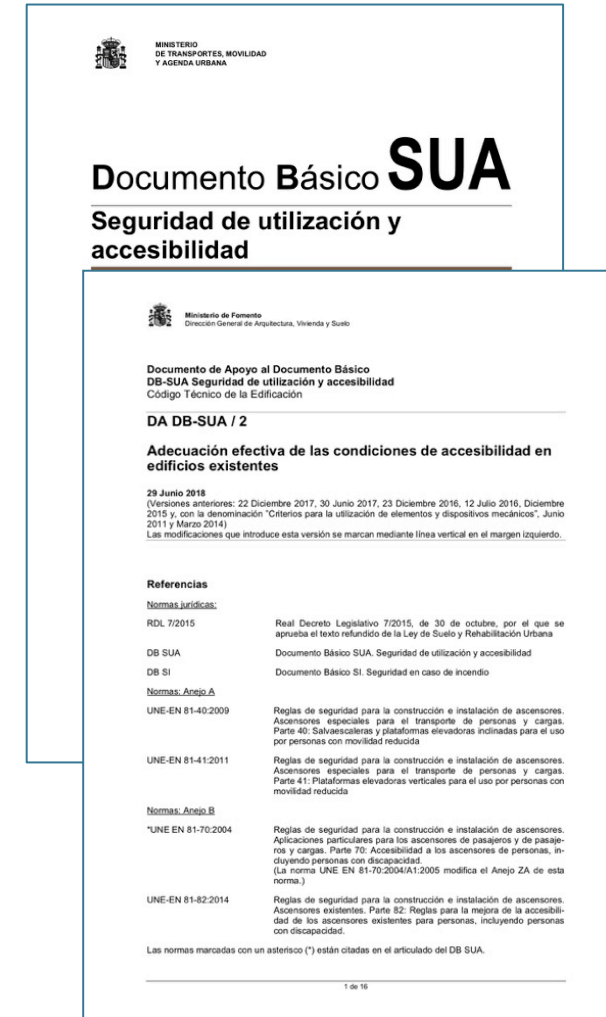 MINISTERIO
DE TRANSPORTES, MOVILIDAD
Y AGENDA URBANA
Documento Básico SUA
Seguridad de utilización y
accesibilidad
Ministerio de Fomento
Dirección General de Arquitectura, Vivienda y Suelo
Documento de Apoyo al Documento Básico
DB-SUA Seguridad de utilización y accesibilidad
Código Técnico de la Edificación
DA DB-SUA / 2
Adecuación efectiva de las condiciones de accesibilidad en
edificios existentes
29 Junio 2018
(Versiones anteriores: 22 Diciembre 2017, 30 Junio 2017, 23 Diciembre 2016, 12 Julio 2016, Diciembre
2015 y, con la denominación "Criterios para la utilización de elementos y dispositivos mecánicos", Junio
2011 y Marzo 2014)
Las modificaciones que introduce esta versión se marcan mediante línea vertical en el margen izquierdo.
Referencias
Normas jurídicas:
RDL 7/2015 Real Decreto Legislativo 7/2015, de 30 de octubre, por el que se
aprueba el texto refundido de la Ley de Suelo y Rehabilitación Urbana
DB SUA Documento Básico SUA. Seguridad de utilización y accesibilidad
DB SI Documento Básico SI. Seguridad en caso de incendio
Normas: Anejo A
UNE-EN 81-40:2009 Reglas de seguridad para la construcción e instalación de ascensores.
Ascensores especiales para el transporte de personas y cargas.
Parte 40: Salvaescaleras y plataformas elevadoras inclinadas para el uso
por personas con movilidad reducida
UNE-EN 81-41:2011 Reglas de seguridad para la construcción e instalación de ascensores.
Ascensores especiales para el transporte de personas y cargas.
Parte 41: Plataformas elevadoras verticales para el uso por personas con
movilidad reducida
Normas: Anejo B
*UNE EN 81-70:2004 Reglas de seguridad para la construcción e instalación de ascensores.
Aplicaciones particulares para los ascensores de pasajeros y de pasaje-
ros y cargas. Parte 70: Accesibilidad a los ascensores de personas, in-
cluyendo personas con discapacidad.
(La norma UNE EN 81-70:2004/A1:2005 modifica el Anejo ZA de esta
norma.)
UNE-EN 81-82:2014 Reglas de seguridad para la construcción e instalación de ascensores.
Ascensores existentes. Parte 82: Reglas para la mejora de la accesibili-
dad de los ascensores existentes para personas, incluyendo personas
con discapacidad.
Las normas marcadas con un asterisco (*) están citadas en el articulado del DB SUA.
1 de 16